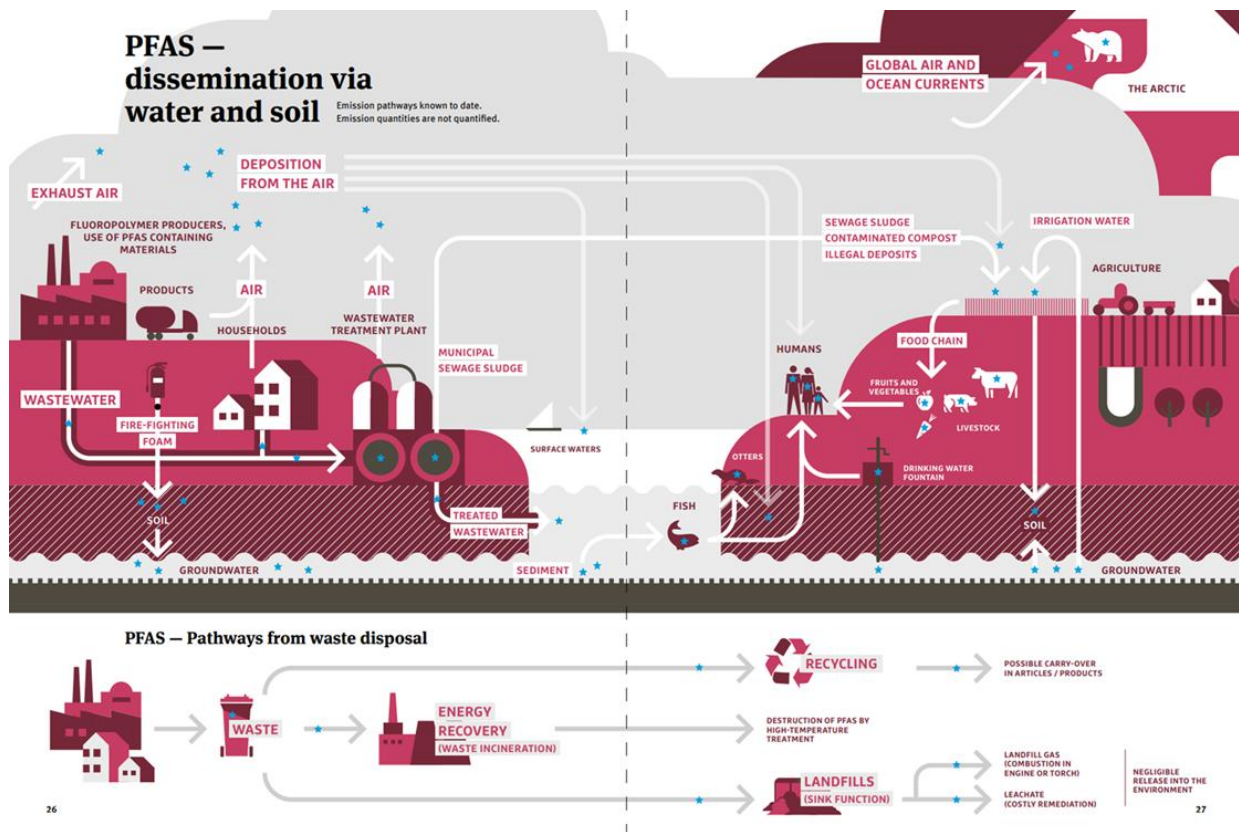 PFAS —
dissemination via
water and soil
Emission pathways known to date.
Emission quantities are not quantified.
GLOBAL AIR AND
OCEAN CURRENTS
THE ARCTIC
EXHAUST AIR
DEPOSITION
FROM THE AIR
FLUOROPOLYMER PRODUCERS,
USE OF PFAS CONTAINING
MATERIALS
SEWAGE SLUDGE
CONTAMINATED COMPOST
ILLEGAL DEPOSITS
IRRIGATION WATER
AGRICULTURE
PRODUCTS
AIR
AIR
HOUSEHOLDS
WASTEWATER
TREATMENT PLANT
MUNICIPAL
SEWAGE SLUDGE
HUMANS
FOOD CHAIN
FRUITS AND
VEGETABLES
LIVESTOCK
WASTEWATER
FIRE-FIGHTING
FOAM
SURFACE WATERS
OTTERS
DRINKING WATER
FOUNTAIN
FISH
SOIL
TREATED
WASTEWATER
SOIL
GROUNDWATER
SEDIMENT
GROUNDWATER
PFAS — Pathways from waste disposal
RECYCLING
POSSIBLE CARRY-OVER
IN ARTICLES / PRODUCTS
WASTE
ENERGY
RECOVERY
(WASTE INCINERATION)
DESTRUCTION OF PFAS BY
HIGH-TEMPERATURE
TREATMENT
LANDFILLS
(SINK FUNCTION)
LANDFILL GAS
(COMBUSTION IN
ENGINE OR TORCH)
LEACHATE
(COSTLY REMEDIATION)
NEGLIGIBLE
RELEASE INTO THE
ENVIRONMENT
26
27